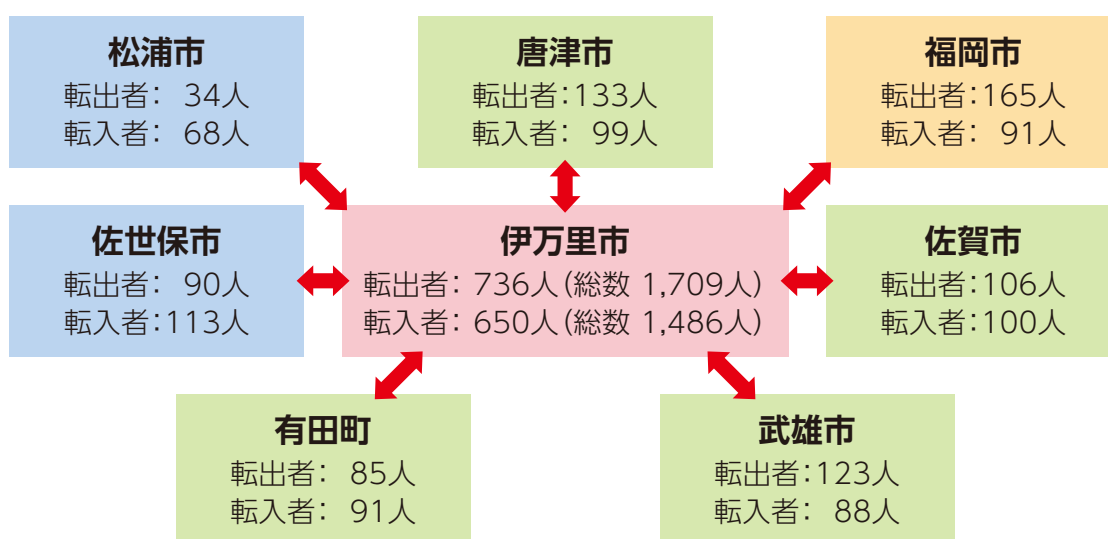 松浦市
転出者： 34人
転入者： 68人
唐津市
転出者：133人
転入者： 99人
福岡市
転出者：165人
転入者： 91人
佐世保市
転出者： 90人
転入者：113人
伊万里市
転出者： 736人（総数 1,709人）
転入者： 650人（総数 1,486人）
佐賀市
転出者：106人
転入者：100人
有田町
転出者： 85人
転入者： 91人
武雄市
転出者：123人
転入者： 88人